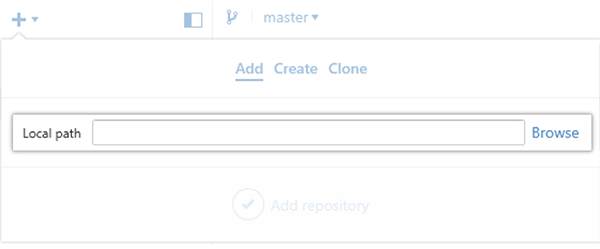 master
Add Create Clone
Local path Browse
Add repository